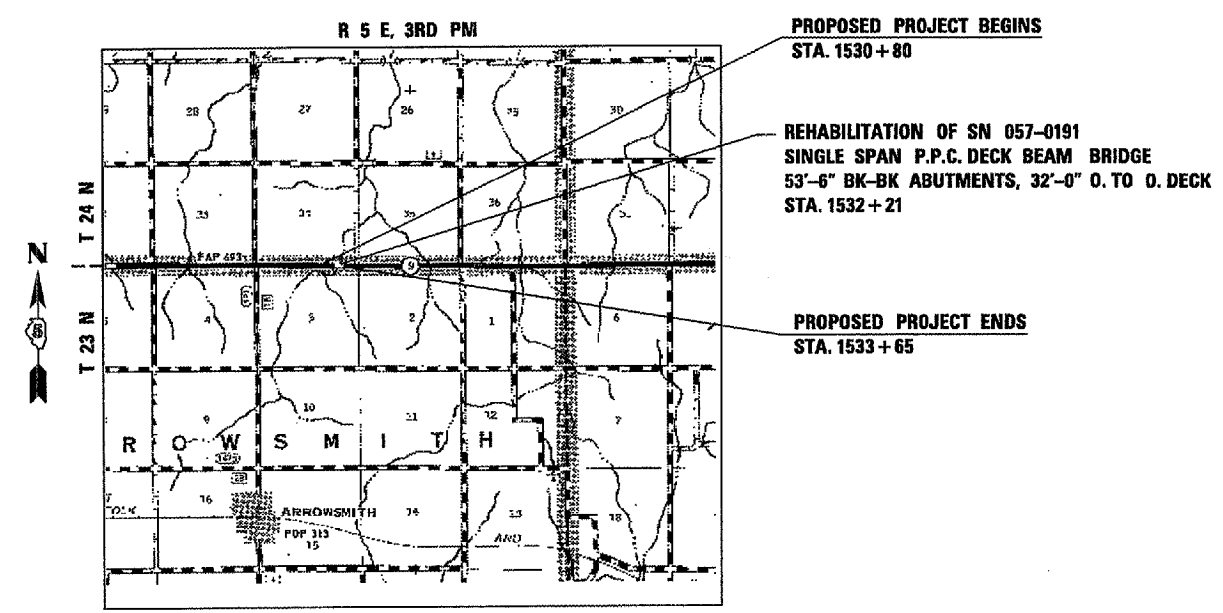 R 5 E, 3RD PM
PROPOSED PROJECT BEGINS
STA. 1530+80
REHABILITATION OF SN 057-0191
SINGLE SPAN P.P.C. DECK BEAM BRIDGE
53'-6" BK-BK ABUTMENTS, 32'-0" O. TO O. DECK
STA. 1532+21
PROPOSED PROJECT ENDS
STA. 1533+65
T 24 N
T 23 N
N
28
27
26
30
33
35
36
FAP 693
9
4
3
2
1
6
9
10
11
12
7
R O W S M I T H
16
ARROWSMITH
POP 313
15
14
13
AND
18